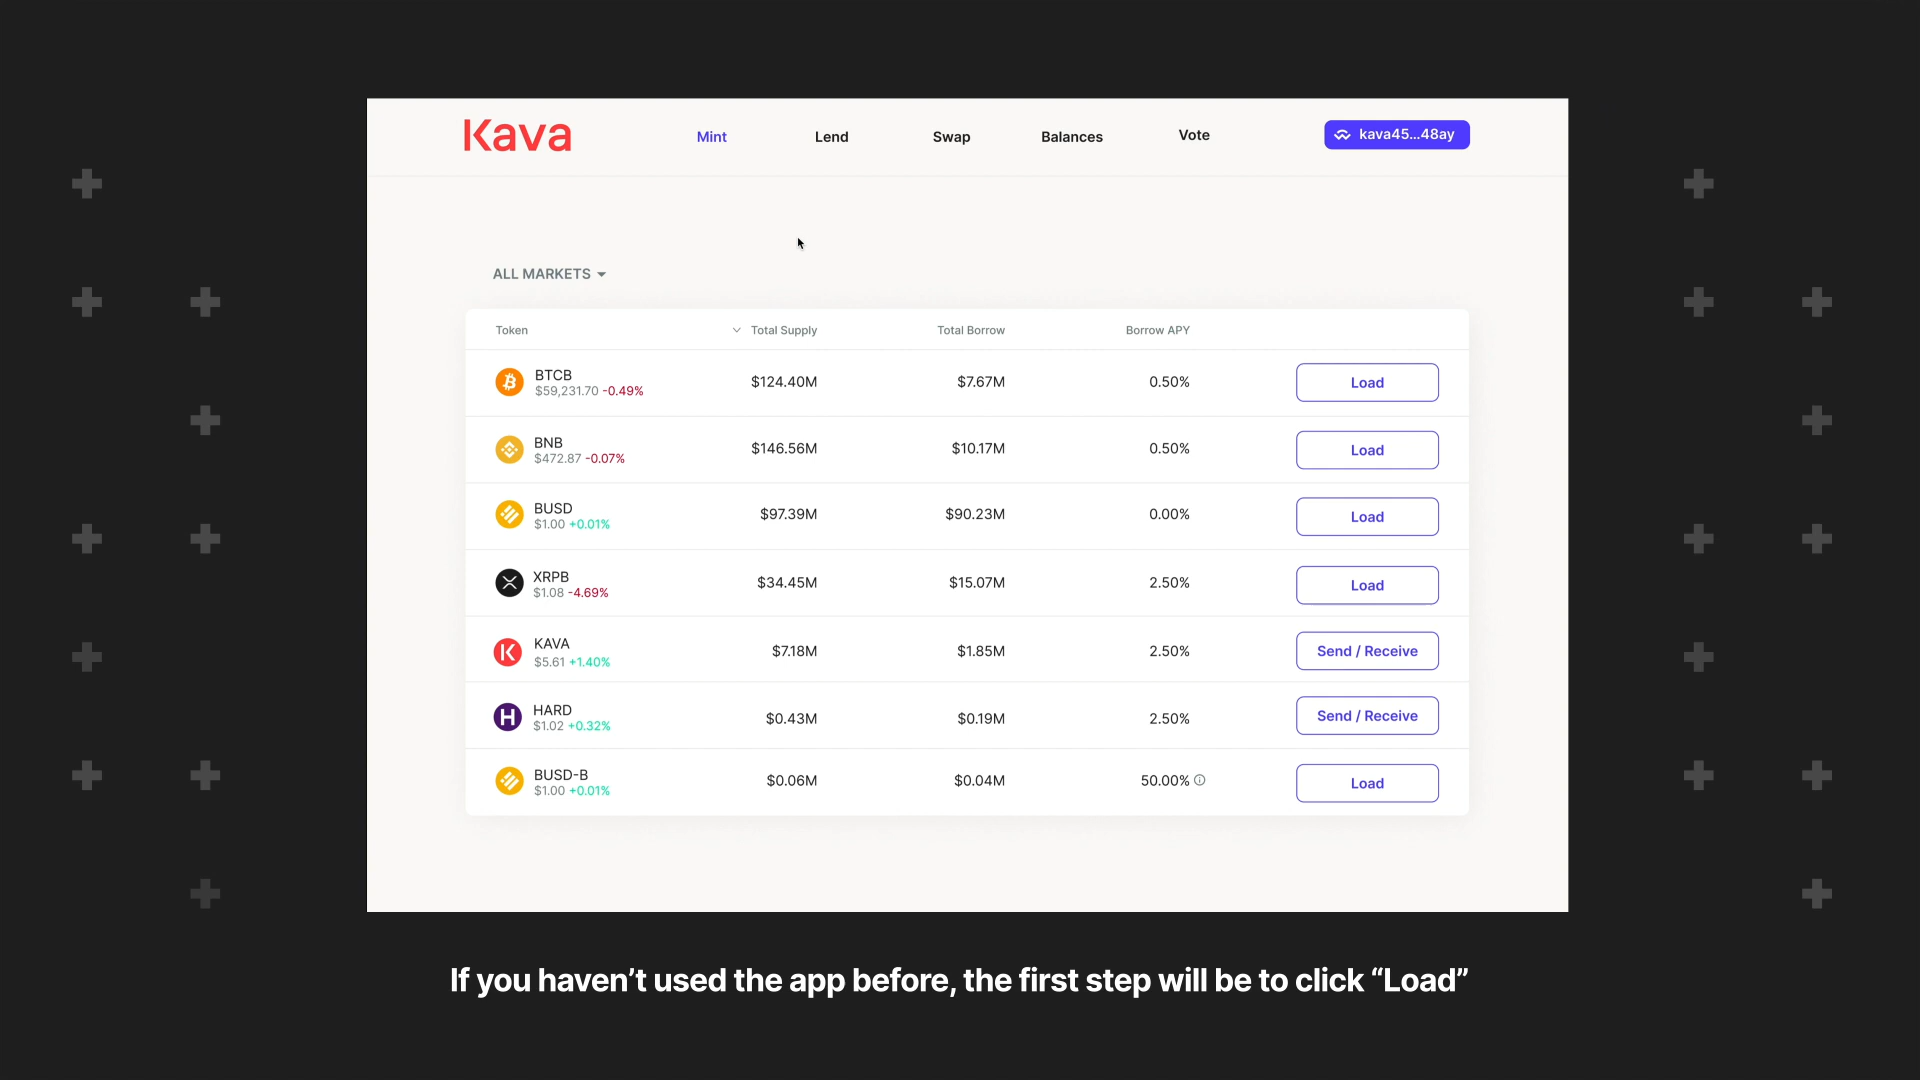 Kava
Mint Lend Swap Balances Vote kava45...48ay
ALL MARKETS
Token Total Supply Total Borrow Borrow APY
BTCB
$59,231.70 -0.49% $124.40M $7.67M 0.50% Load
BNB
$472.87 -0.07% $146.56M $10.17M 0.50% Load
BUSD
$1.00 +0.01% $97.39M $90.23M 0.00% Load
XRPB
$1.08 -4.69% $34.45M $15.07M 2.50% Load
KAVA
$5.61 +1.40% $7.18M $1.85M 2.50% Send / Receive
HARD
$1.02 +0.32% $0.43M $0.19M 2.50% Send / Receive
BUSD-B
$1.00 +0.01% $0.06M $0.04M 50.00% Load
If you haven’t used the app before, the first step will be to click “Load”